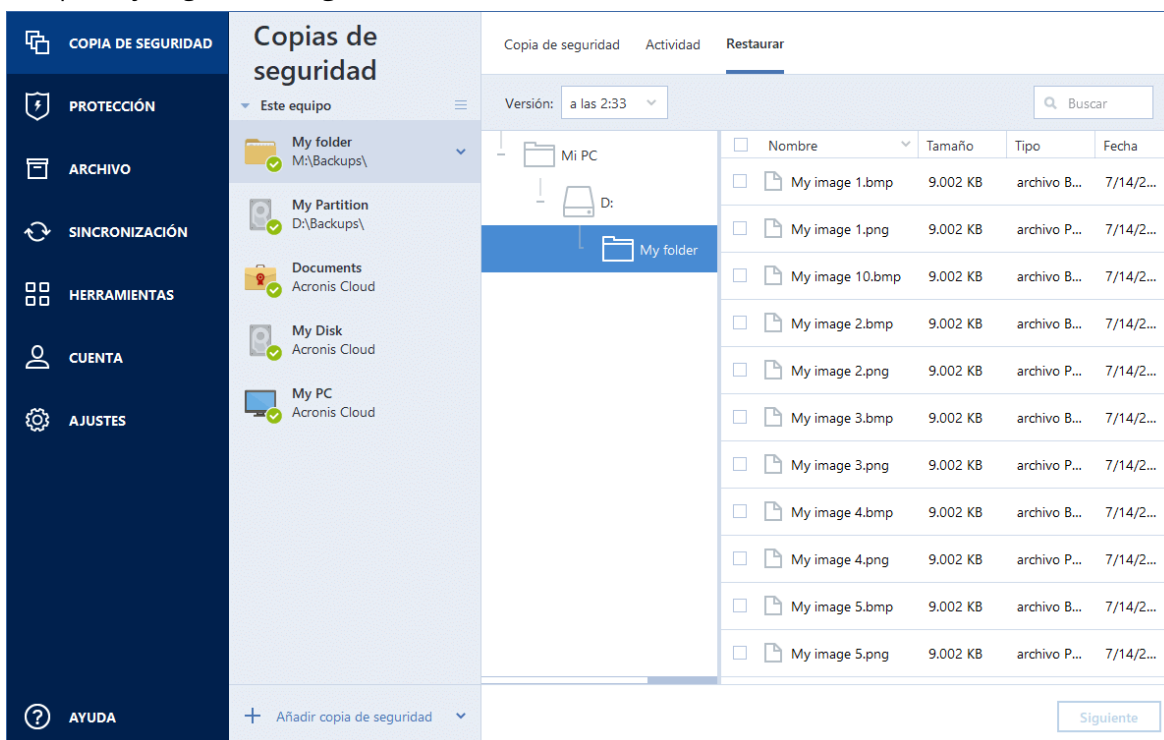 COPIA DE SEGURIDAD
PROTECCIÓN
ARCHIVO
SINCRONIZACIÓN
HERRAMIENTAS
CUENTA
AJUSTES
AYUDA
Copias de
seguridad
Este equipo
My folder
M:\Backups\
My Partition
D:\Backups\
Documents
Acronis Cloud
My Disk
Acronis Cloud
My PC
Acronis Cloud
Añadir copia de seguridad
Copia de seguridad Actividad Restaurar
Versión: a las 2:33 Buscar
Mi PC
D:
My folder
Nombre Tamaño Tipo Fecha
My image 1.bmp 9.002 KB archivo B... 7/14/2...
My image 1.png 9.002 KB archivo P... 7/14/2...
My image 10.bmp 9.002 KB archivo B... 7/14/2...
My image 2.bmp 9.002 KB archivo B... 7/14/2...
My image 2.png 9.002 KB archivo P... 7/14/2...
My image 3.bmp 9.002 KB archivo B... 7/14/2...
My image 3.png 9.002 KB archivo P... 7/14/2...
My image 4.bmp 9.002 KB archivo B... 7/14/2...
My image 4.png 9.002 KB archivo P... 7/14/2...
My image 5.bmp 9.002 KB archivo B... 7/14/2...
My image 5.png 9.002 KB archivo P... 7/14/2...
Siguiente